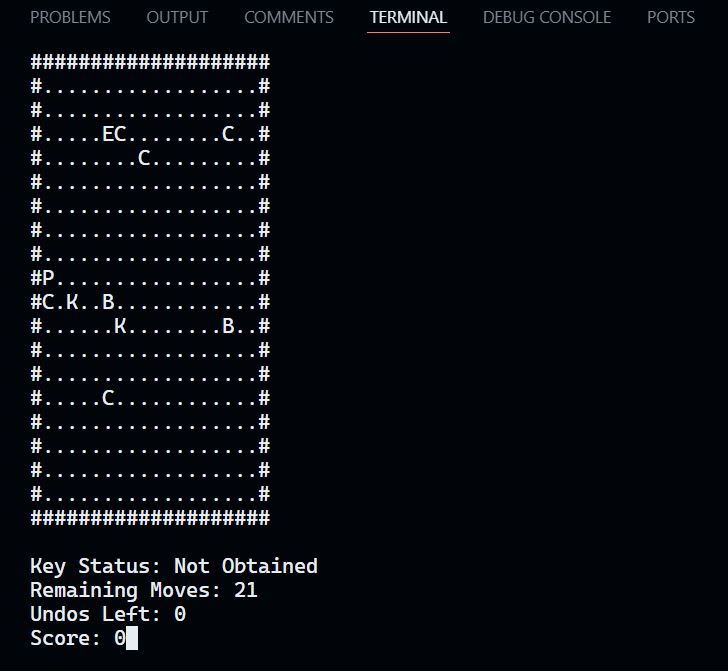 PROBLEMS OUTPUT COMMENTS TERMINAL DEBUG CONSOLE PORTS
####################
#..................#
#..................#
#.....EC........C..#
#........C.........#
#..................#
#..................#
#..................#
#..................#
#P.................#
#C.K..B............#
#......K........B..#
#..................#
#..................#
#.....C............#
#..................#
#..................#
#..................#
#..................#
####################
Key Status: Not Obtained
Remaining Moves: 21
Undos Left: 0
Score: 0